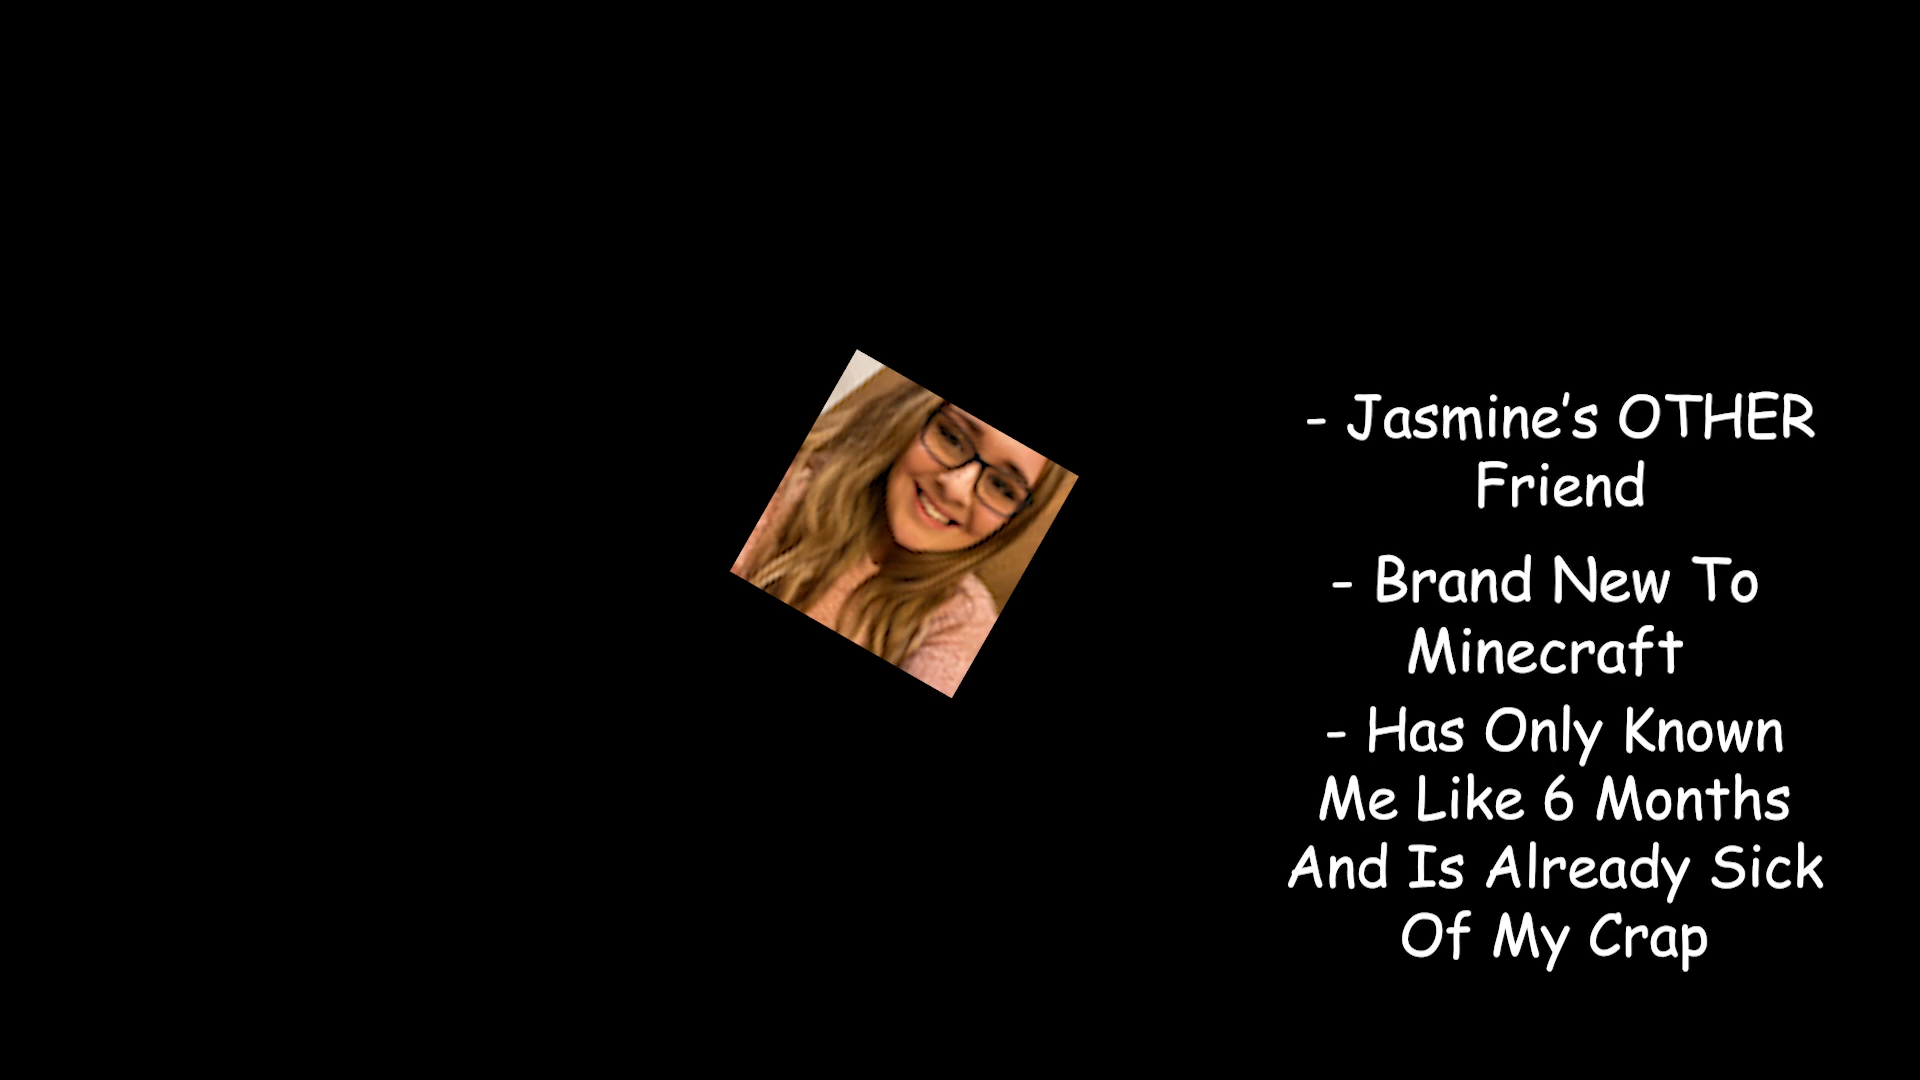 - Jasmine's OTHER
Friend
- Brand New To
Minecraft
- Has Only Known
Me Like 6 Months
And Is Already Sick
Of My Crap